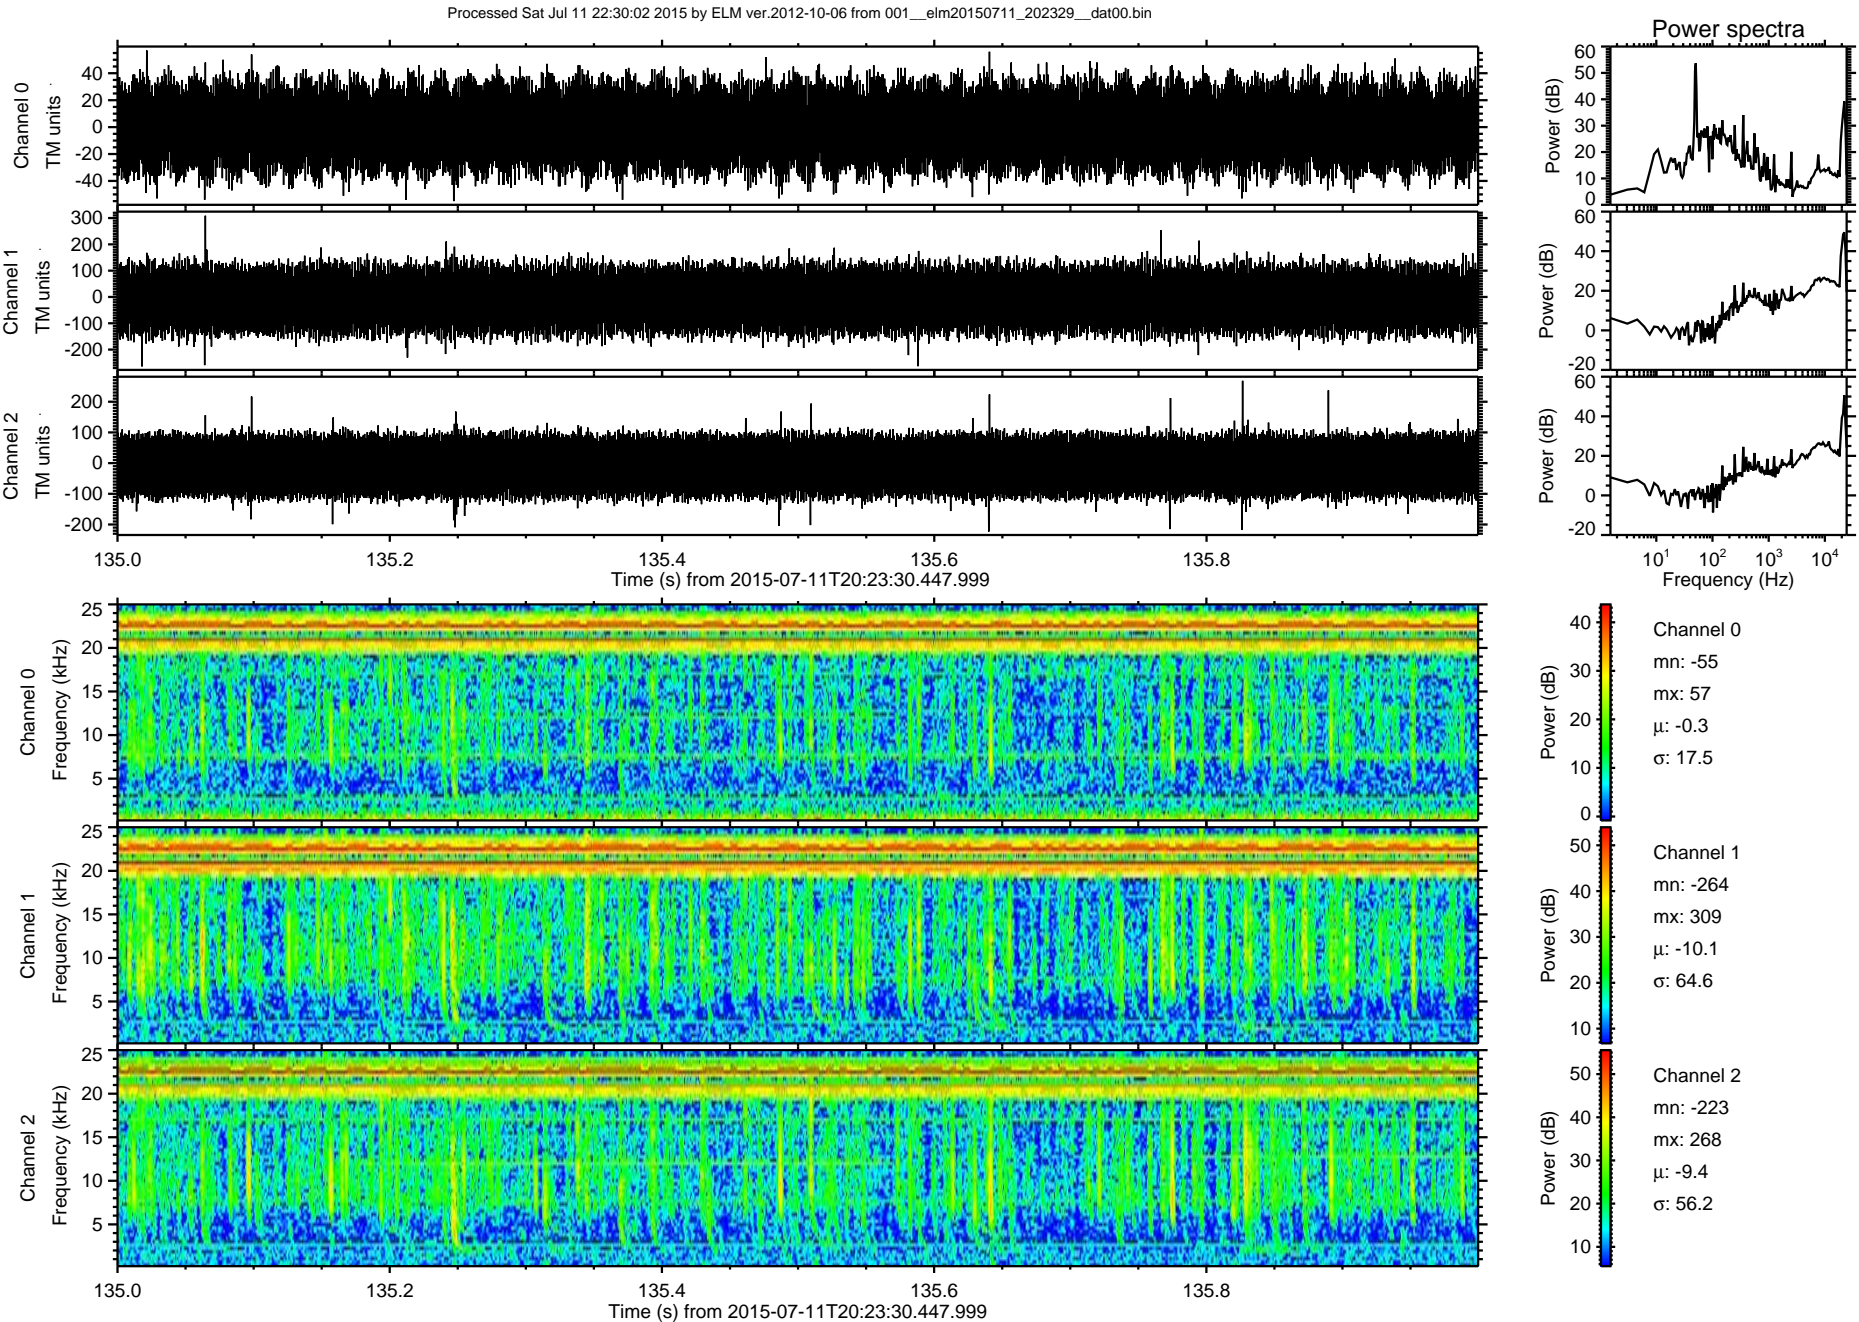 Processed Sat Jul 11 22:30:02 2015 by ELM ver.2012-10-06 from 001__elm20150711_202329__dat00.bin
Power spectra
Channel 0
TM units
40
20
0
-20
-40
Power (dB)
60
50
40
30
20
10
0
Channel 1
TM units
300
200
100
0
-100
-200
Power (dB)
60
40
20
0
-20
Channel 2
TM units
200
100
0
-100
-200
Power (dB)
60
40
20
0
-20
135.0 135.2 135.4 135.6 135.8
Time (s) from 2015-07-11T20:23:30.447.999
10^1 10^2 10^3 10^4
Frequency (Hz)
Channel 0
Frequency (kHz)
25
20
15
10
5
Power (dB)
40
30
20
10
0
Channel 0
mn: -55
mx: 57
μ: -0.3
σ: 17.5
Channel 1
Frequency (kHz)
25
20
15
10
5
Power (dB)
50
40
30
20
10
Channel 1
mn: -264
mx: 309
μ: -10.1
σ: 64.6
Channel 2
Frequency (kHz)
25
20
15
10
5
Power (dB)
50
40
30
20
10
Channel 2
mn: -223
mx: 268
μ: -9.4
σ: 56.2
135.0 135.2 135.4 135.6 135.8
Time (s) from 2015-07-11T20:23:30.447.999